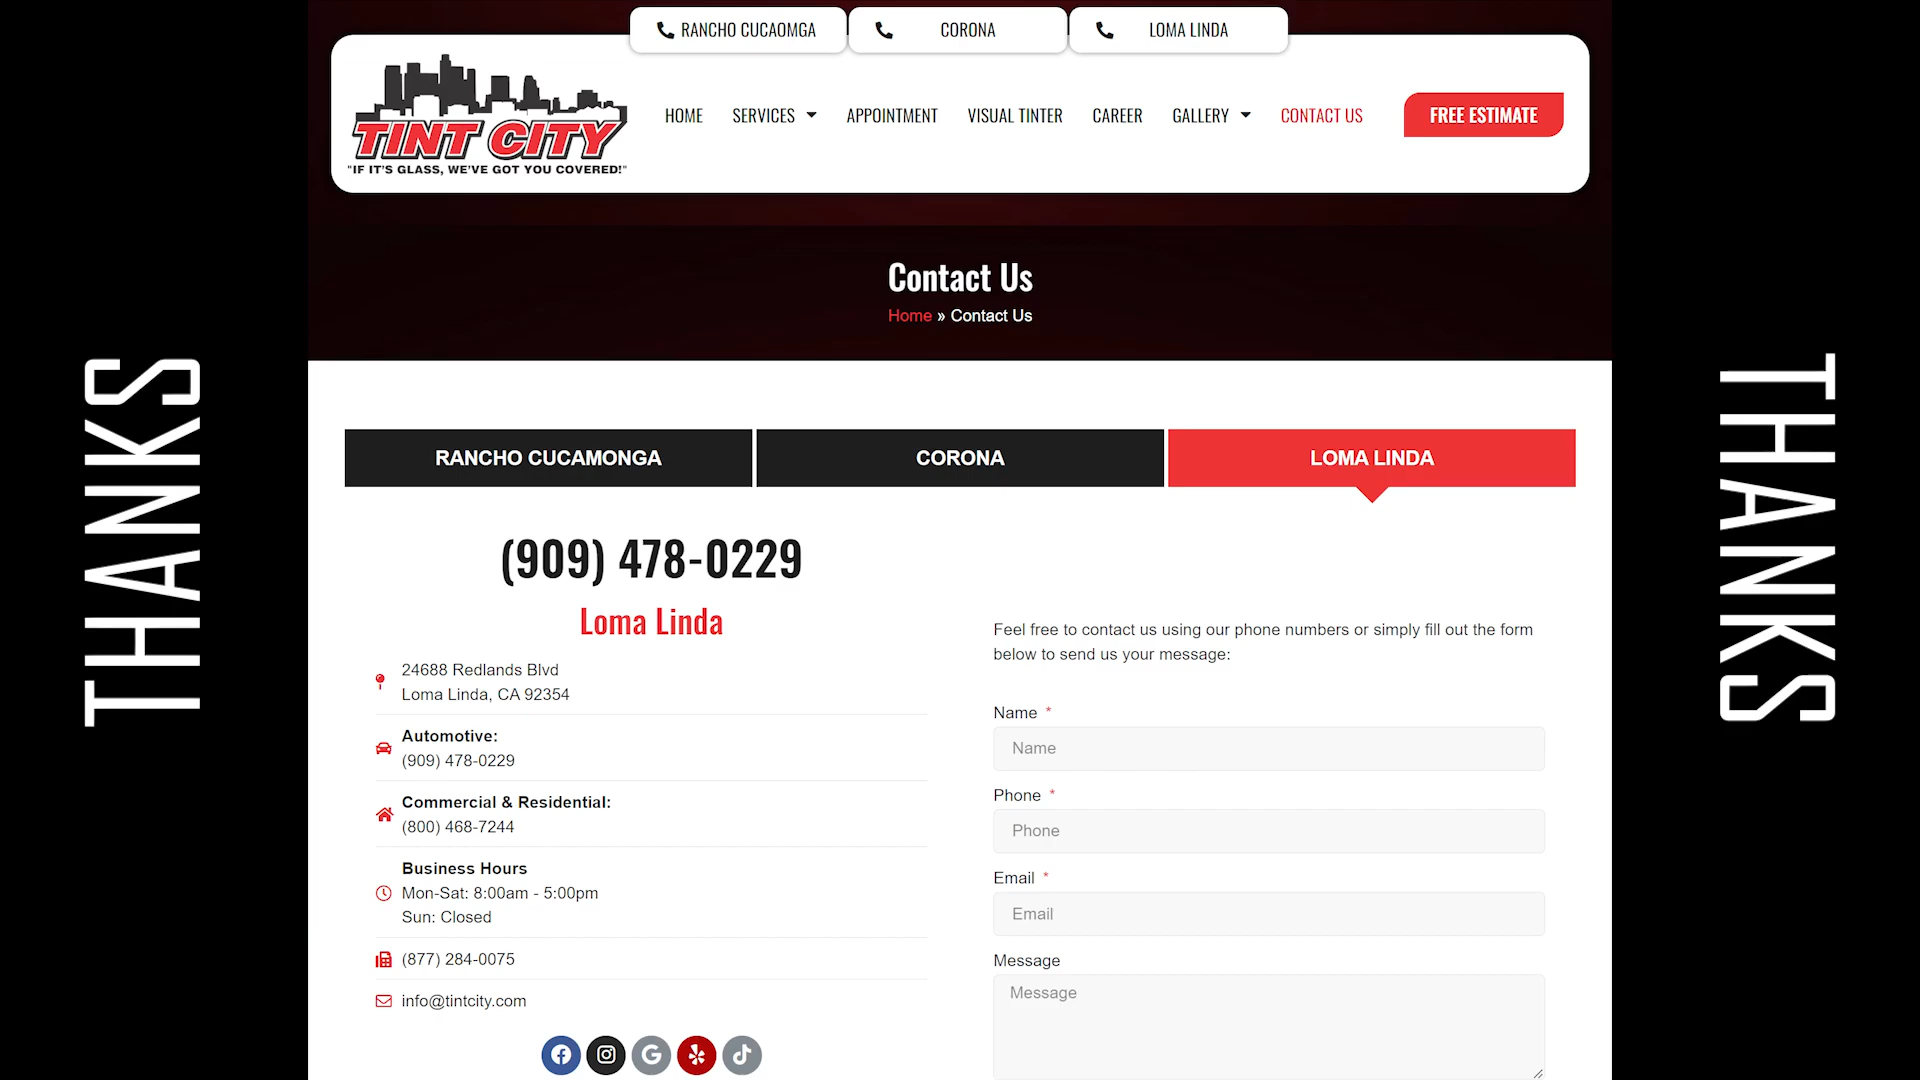 RANCHO CUCAOMGA
CORONA
LOMA LINDA
TINT CITY
"IF IT'S GLASS, WE'VE GOT YOU COVERED!"
HOME
SERVICES
APPOINTMENT
VISUAL TINTER
CAREER
GALLERY
CONTACT US
FREE ESTIMATE
Contact Us
Home » Contact Us
THANKS
THANKS
RANCHO CUCAMONGA
CORONA
LOMA LINDA
(909) 478-0229
Loma Linda
24688 Redlands Blvd
Loma Linda, CA 92354
Automotive:
(909) 478-0229
Commercial & Residential:
(800) 468-7244
Business Hours
Mon-Sat: 8:00am - 5:00pm
Sun: Closed
(877) 284-0075
info@tintcity.com
Feel free to contact us using our phone numbers or simply fill out the form
below to send us your message:
Name *
Name
Phone *
Phone
Email *
Email
Message
Message